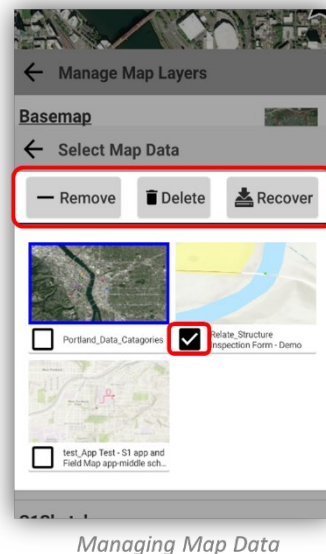 Manage Map Layers
Basemap
Select Map Data
Remove Delete Recover
Portland_Data_Catagories
Relate_Structure
Inspection Form - Demo
test_App Test - S1 app and
Field Map app-middle sch...
Managing Map Data